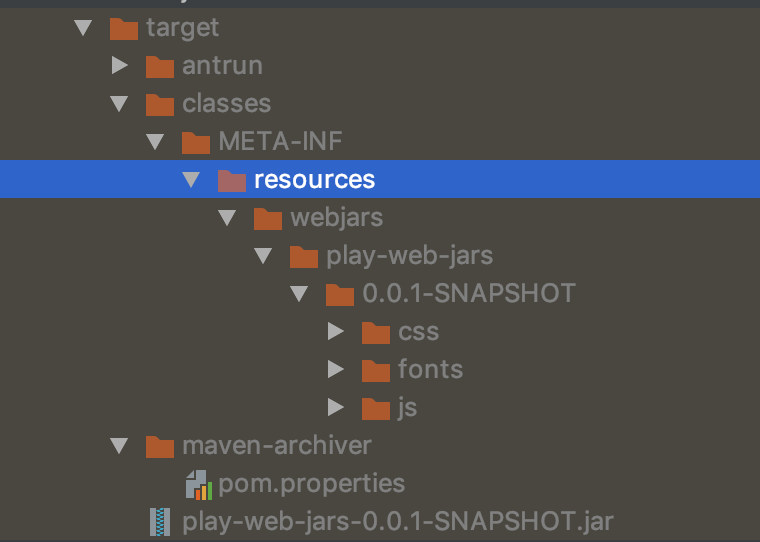 target
antrun
classes
META-INF
resources
webjars
play-web-jars
0.0.1-SNAPSHOT
css
fonts
js
maven-archiver
pom.properties
play-web-jars-0.0.1-SNAPSHOT.jar